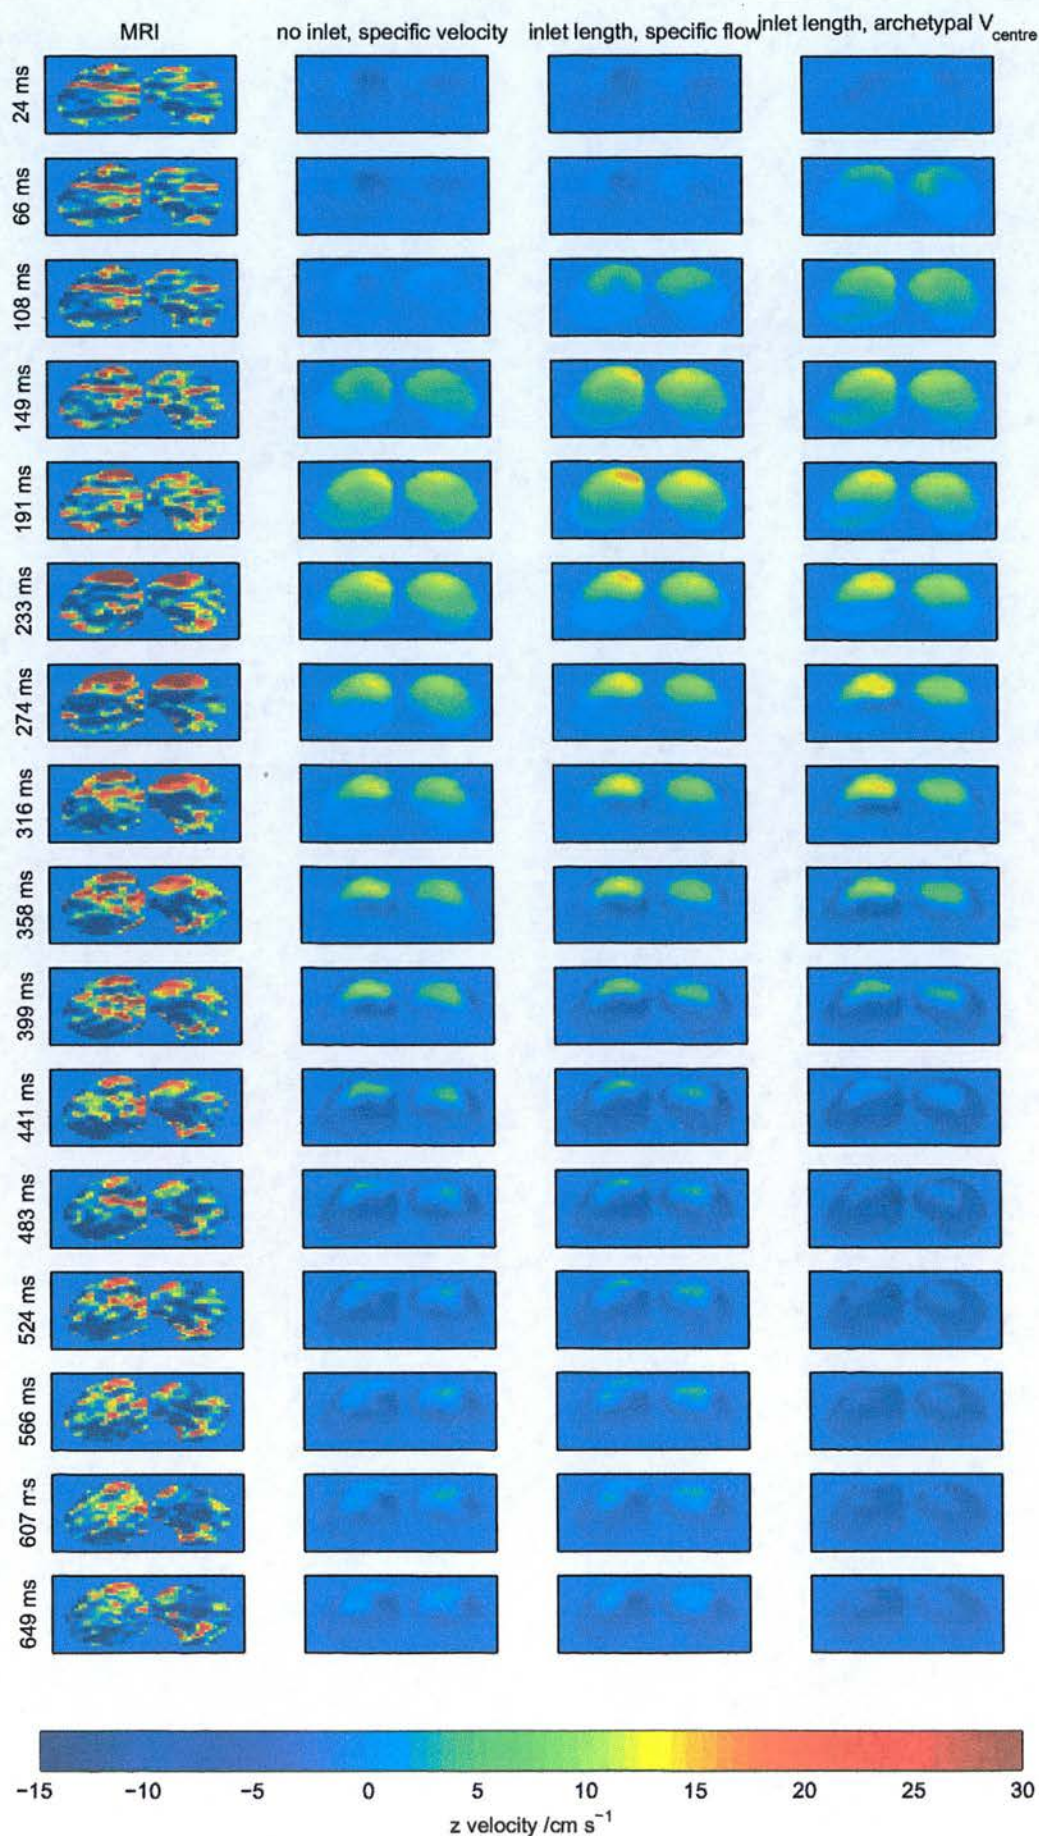 MRI
no inlet, specific velocity
inlet length, specific flow
inlet length, archetypal V_centre
24 ms
66 ms
108 ms
149 ms
191 ms
233 ms
274 ms
316 ms
358 ms
399 ms
441 ms
483 ms
524 ms
566 ms
607 ms
649 ms
−15 −10 −5 0 5 10 15 20 25 30
z velocity /cm s⁻¹